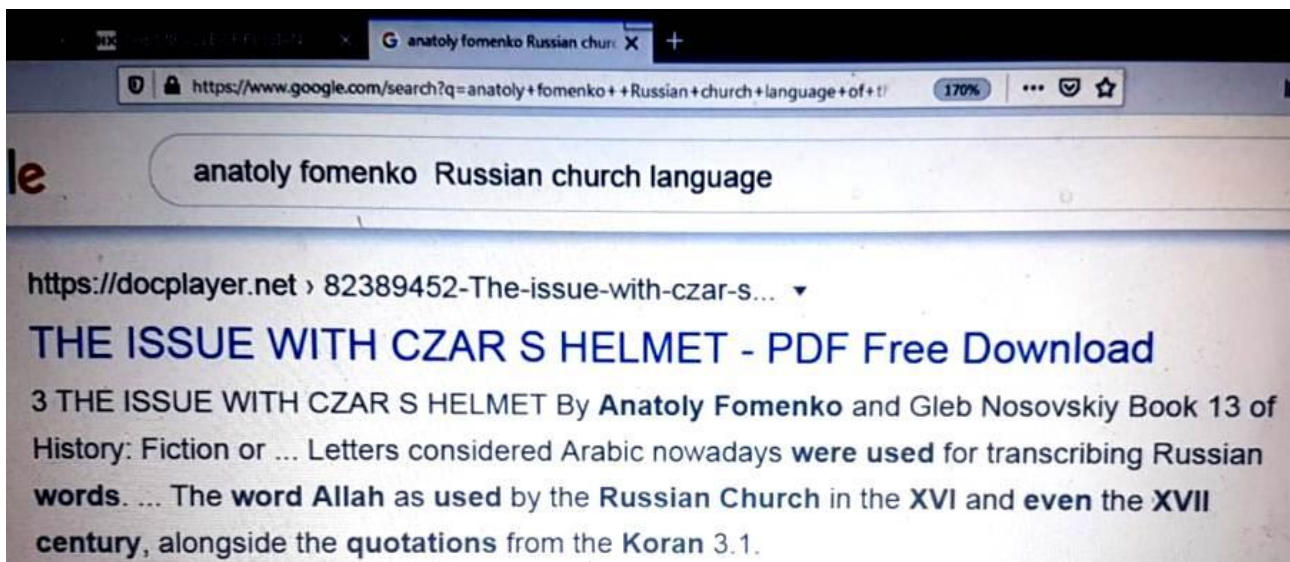 G anatoly fomenko Russian churc X +
https://www.google.com/search?q=anatoly+fomenko++Russian+church+language+of+t 170% ...
le anatoly fomenko Russian church language
https://docplayer.net › 82389452-The-issue-with-czar-s... ▼
THE ISSUE WITH CZAR S HELMET - PDF Free Download
3 THE ISSUE WITH CZAR S HELMET By Anatoly Fomenko and Gleb Nosovskiy Book 13 of
History: Fiction or ... Letters considered Arabic nowadays were used for transcribing Russian
words. ... The word Allah as used by the Russian Church in the XVI and even the XVII
century, alongside the quotations from the Koran 3.1.